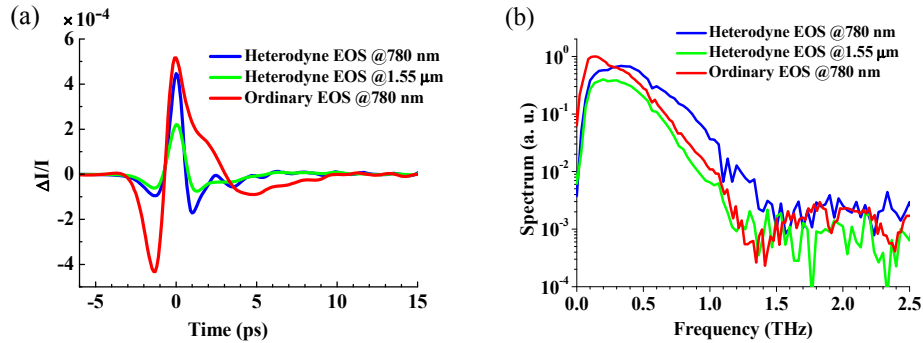 (a)
× 10⁻⁴
6
4
2
0
-2
-4
ΔI/I
Heterodyne EOS @780 nm
Heterodyne EOS @1.55 μm
Ordinary EOS @780 nm
-5
0
5
10
15
Time (ps)
(b)
10⁰
10⁻¹
10⁻²
10⁻³
10⁻⁴
Spectrum (a. u.)
Heterodyne EOS @780 nm
Heterodyne EOS @1.55 μm
Ordinary EOS @780 nm
0.0
0.5
1.0
1.5
2.0
2.5
Frequency (THz)